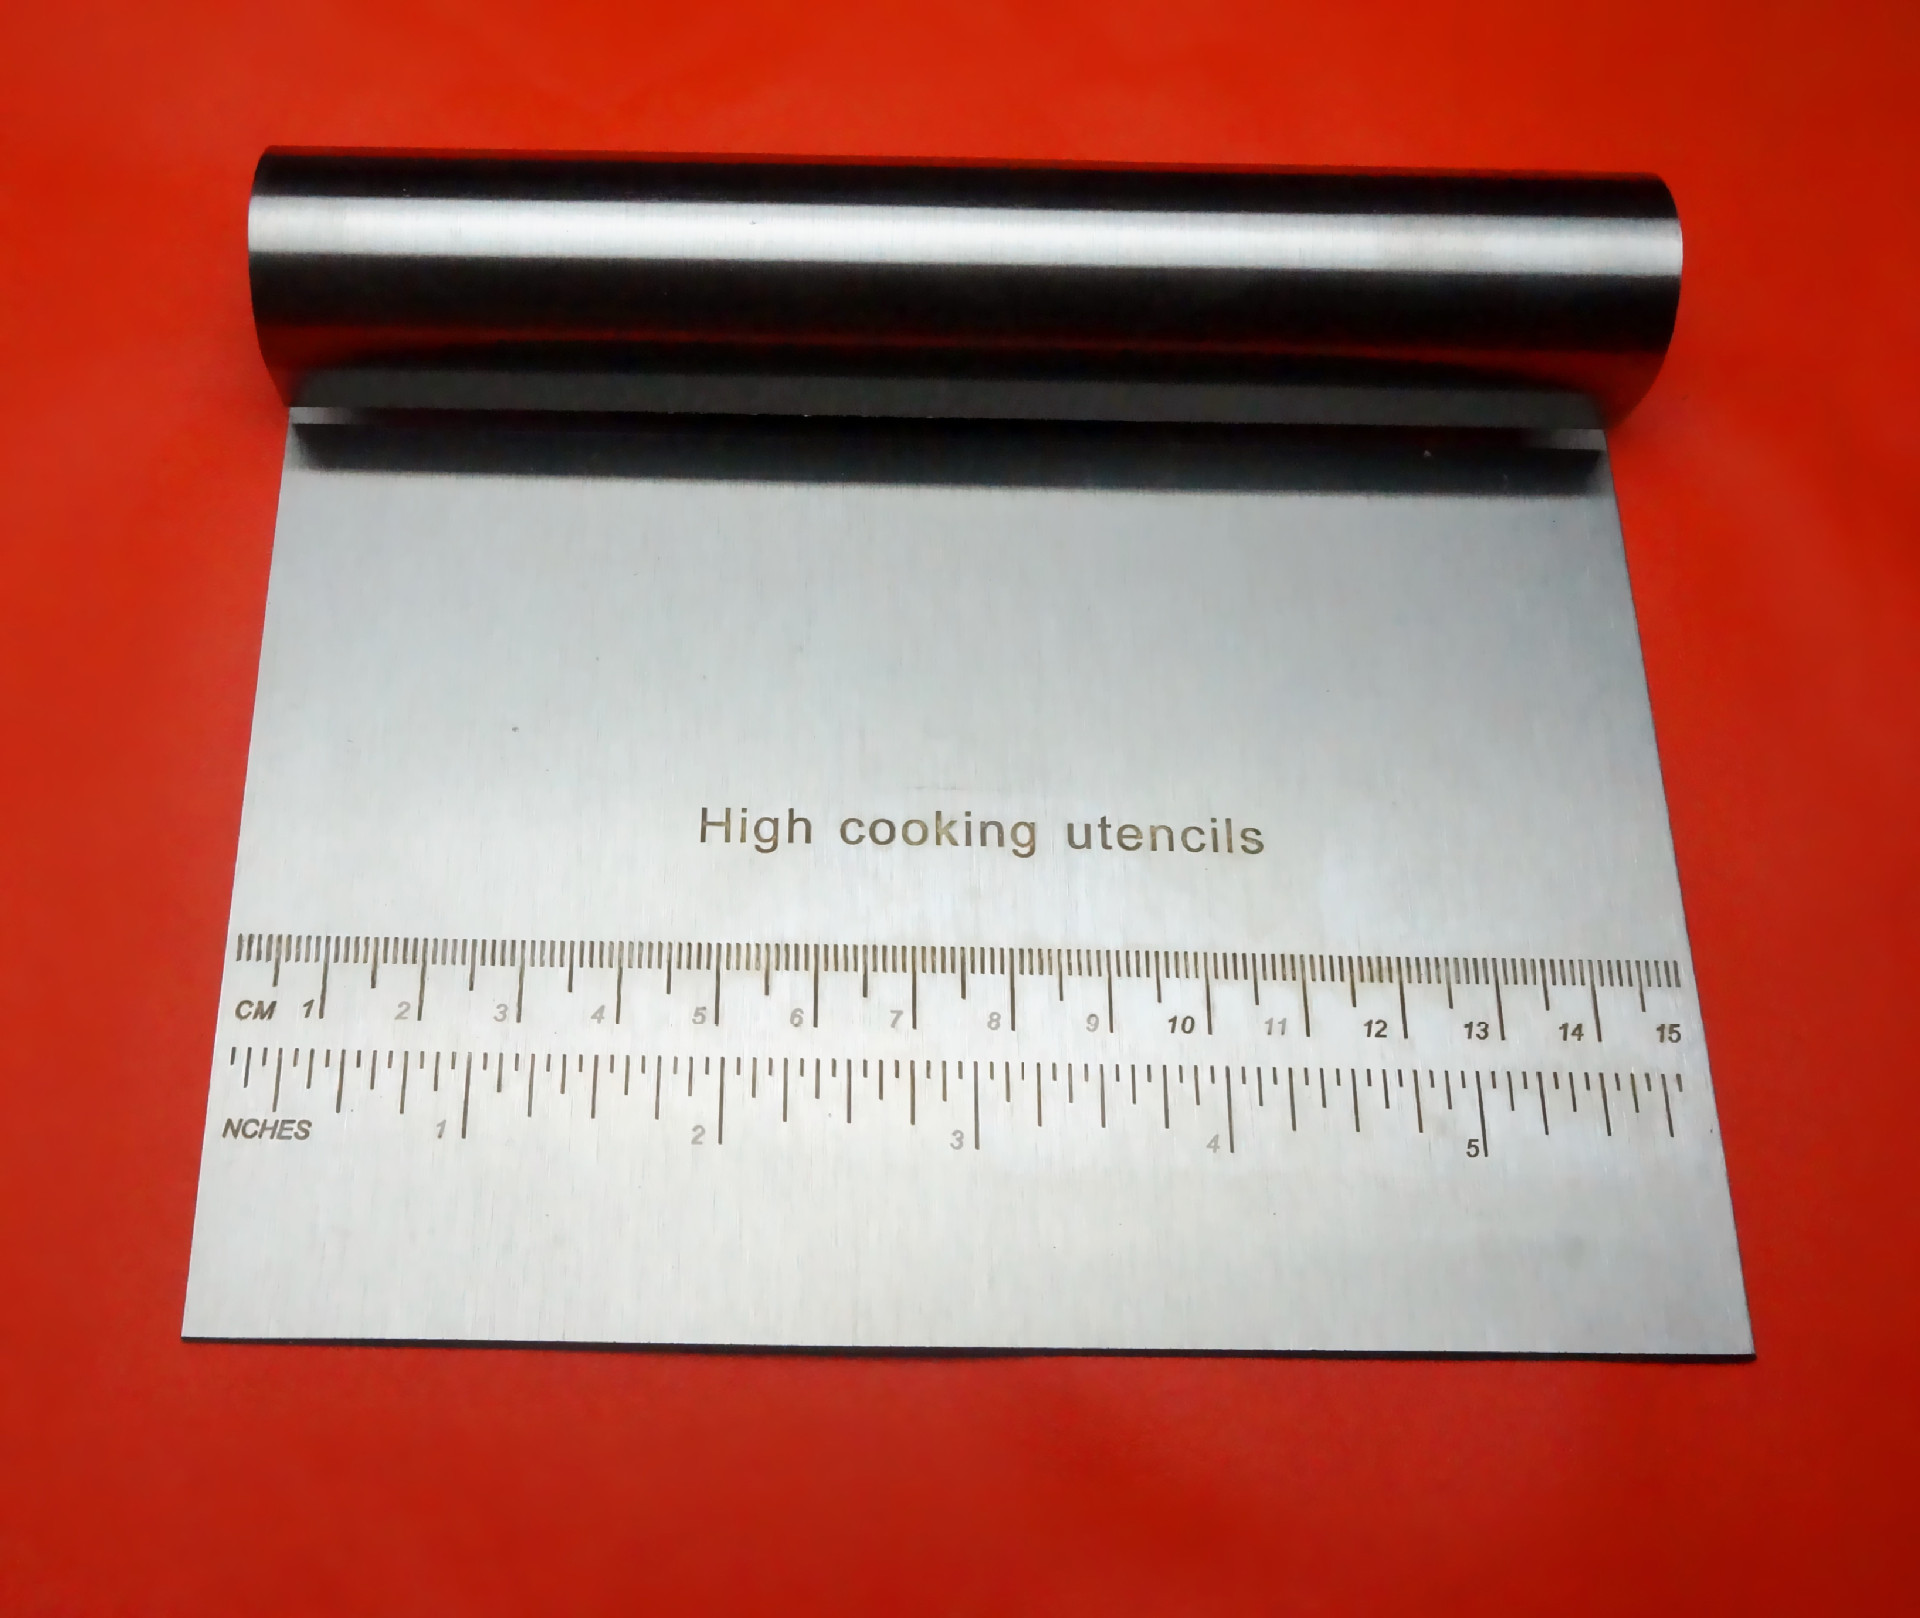 High cooking utencils
CM 1 2 3 4 5 6 7 8 9 10 11 12 13 14 15
NCHES 1 2 3 4 5